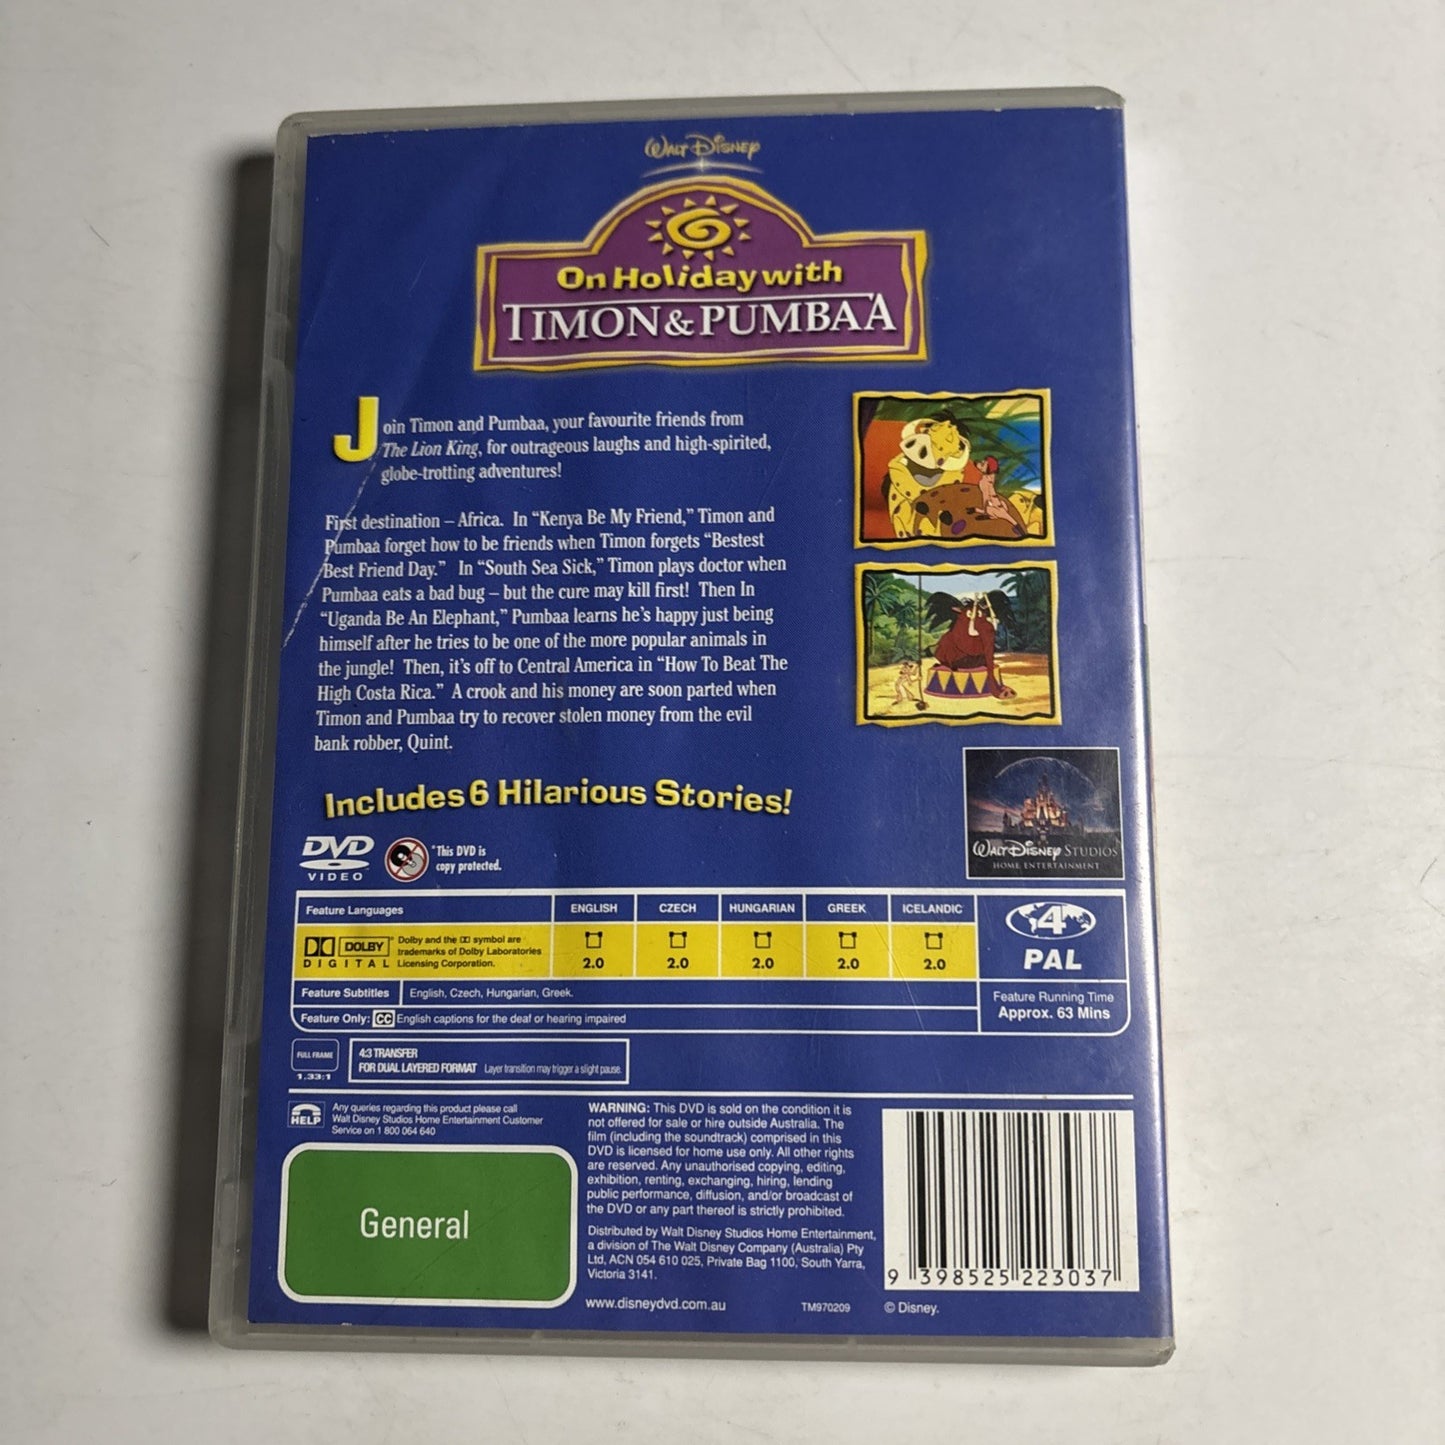 WALT DISNEY
On Holiday with
TIMON & PUMBAA
Join Timon and Pumbaa, your favourite friends from
The Lion King, for outrageous laughs and high-spirited,
globe-trotting adventures!
First destination – Africa. In “Kenya Be My Friend,” Timon and
Pumbaa forget how to be friends when Timon forgets “Bestest
Best Friend Day.” In “South Sea Sick,” Timon plays doctor when
Pumbaa eats a bad bug – but the cure may kill first! Then In
“Uganda Be An Elephant,” Pumbaa learns he’s happy just being
himself after he tries to be one of the more popular animals in
the jungle! Then, it’s off to Central America in “How To Beat The
High Costa Rica.” A crook and his money are soon parted when
Timon and Pumbaa try to recover stolen money from the evil
bank robber, Quint.
Includes 6 Hilarious Stories!
WALT DISNEY STUDIOS
HOME ENTERTAINMENT
DVD
VIDEO
*This DVD is
copy protected.
Feature Languages ENGLISH CZECH HUNGARIAN GREEK ICELANDIC
DOLBY
DIGITAL
Dolby and the DD symbol are
trademarks of Dolby Laboratories
Licensing Corporation.
2.0 2.0 2.0 2.0 2.0
4
PAL
Feature Subtitles English, Czech, Hungarian, Greek.
Feature Only: CC English captions for the deaf or hearing impaired
Feature Running Time
Approx. 63 Mins
FULL FRAME
1.33:1
4:3 TRANSFER
FOR DUAL LAYERED FORMAT Layer transition may trigger a slight pause.
HELP
Any queries regarding this product please call
Walt Disney Studios Home Entertainment Customer
Service on 1 800 064 640
General
WARNING: This DVD is sold on the condition it is
not offered for sale or hire outside Australia. The
film (including the soundtrack) comprised in this
DVD is licensed for home use only. All other rights
are reserved. Any unauthorised copying, editing,
exhibition, renting, exchanging, hiring, lending
public performance, diffusion, and/or broadcast of
the DVD or any part thereof is strictly prohibited.
Distributed by Walt Disney Studios Home Entertainment,
a division of The Walt Disney Company (Australia) Pty
Ltd, ACN 054 610 025, Private Bag 1100, South Yarra,
Victoria 3141.
www.disneydvd.com.au
TM970209
© Disney.
9 398525 223037